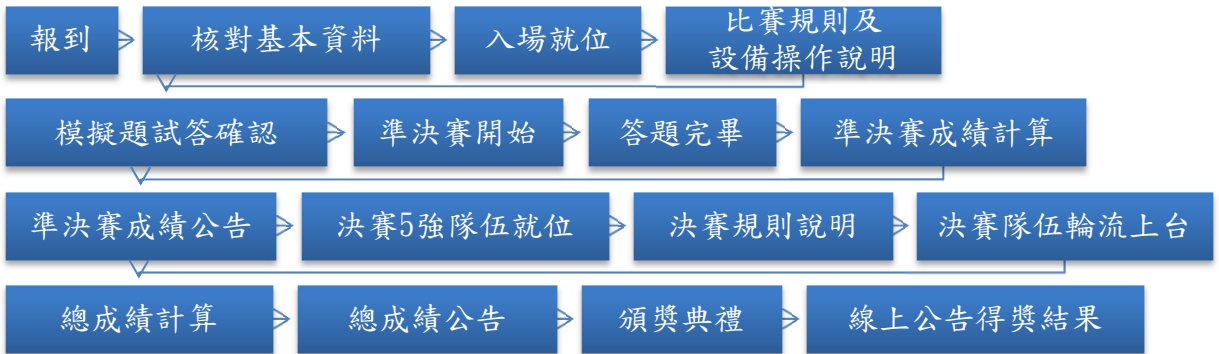 報到
核對基本資料
入場就位
比賽規則及
設備操作說明
模擬題試答確認
準決賽開始
答題完畢
準決賽成績計算
準決賽成績公告
決賽5強隊伍就位
決賽規則說明
決賽隊伍輪流上台
總成績計算
總成績公告
頒獎典禮
線上公告得獎結果